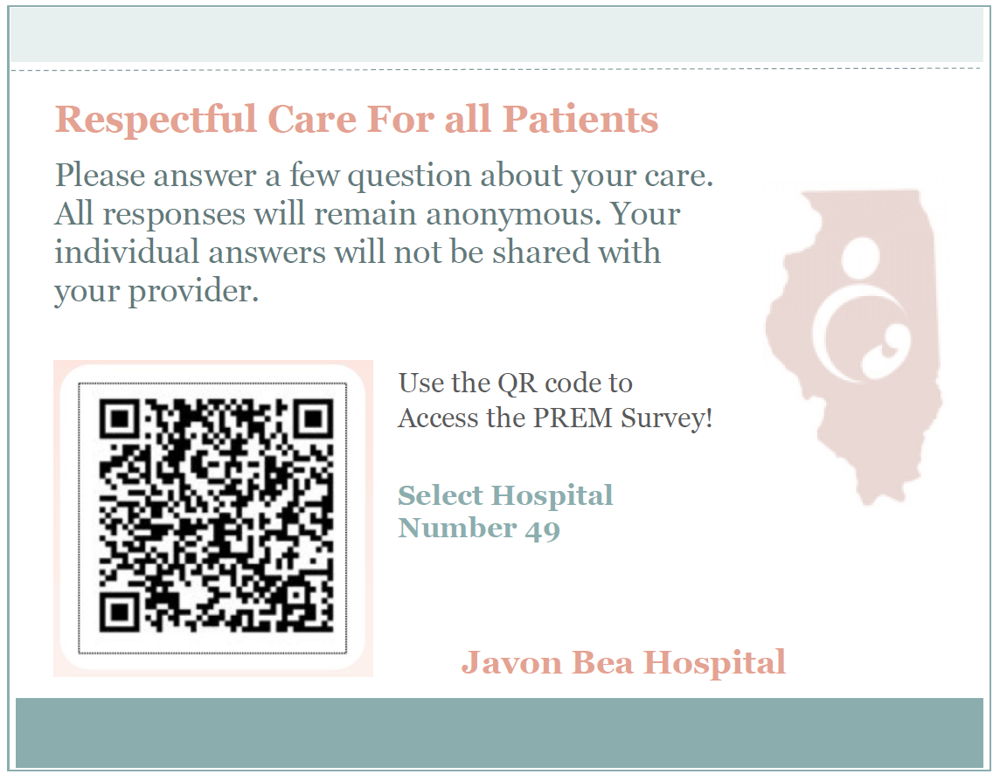 Respectful Care For all Patients
Please answer a few question about your care.
All responses will remain anonymous. Your
individual answers will not be shared with
your provider.
Use the QR code to
Access the PREM Survey!
Select Hospital
Number 49
Javon Bea Hospital